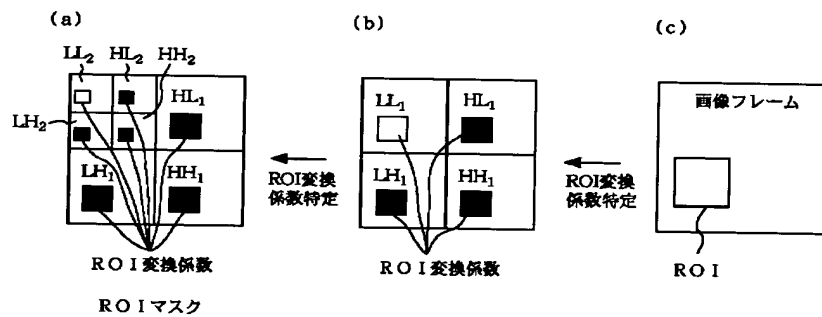 (a)
(b)
(c)
LL2 HL2 HH2
HL1
LH2
LH1 HH1
ROI変換係数
ROIマスク
ROI変換
係数特定
LL1 HL1
LH1 HH1
ROI変換係数
ROI変換
係数特定
画像フレーム
ROI